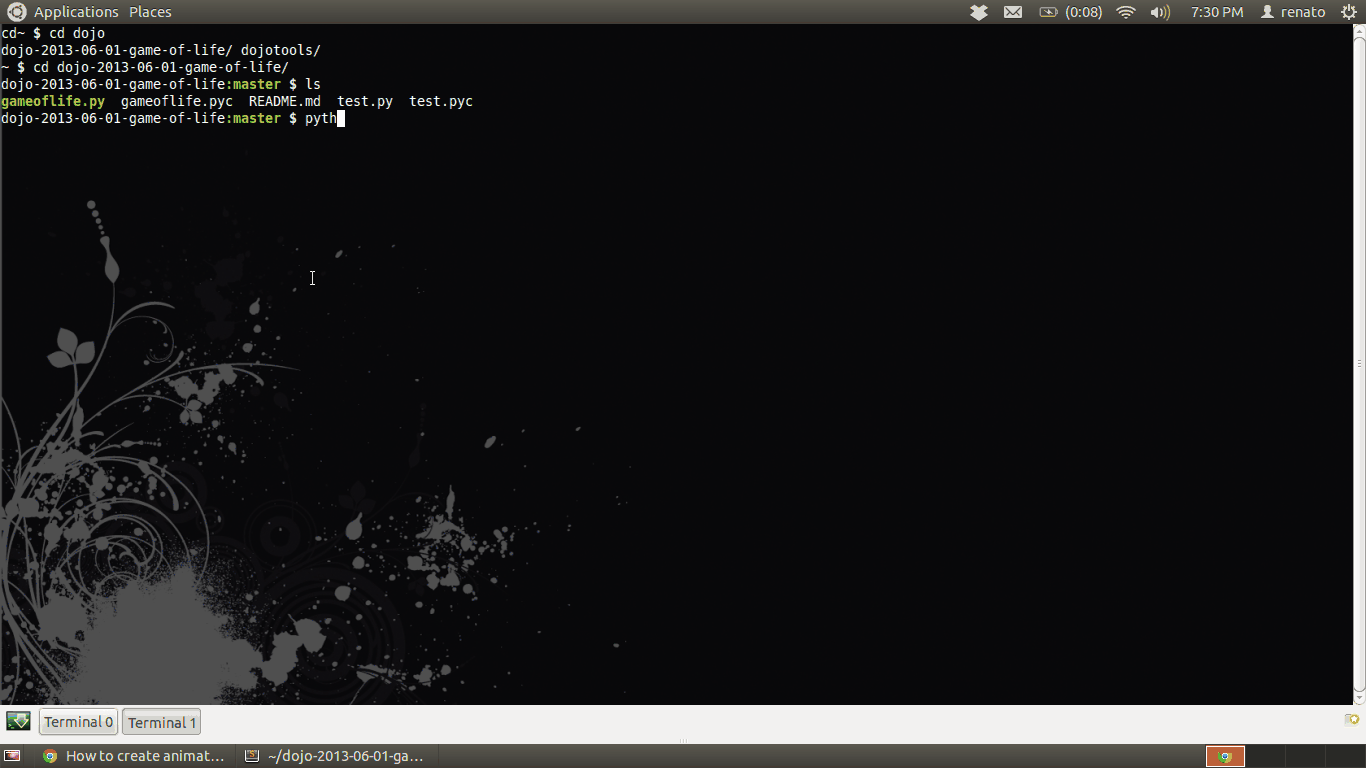 Applications Places (0:08) 7:30 PM renato
cd~ $ cd dojo
dojo-2013-06-01-game-of-life/ dojotools/
~ $ cd dojo-2013-06-01-game-of-life/
dojo-2013-06-01-game-of-life:master $ ls
gameoflife.py gameoflife.pyc README.md test.py test.pyc
dojo-2013-06-01-game-of-life:master $ pyth
Terminal 0 Terminal 1
How to create animat... ~/dojo-2013-06-01-ga...